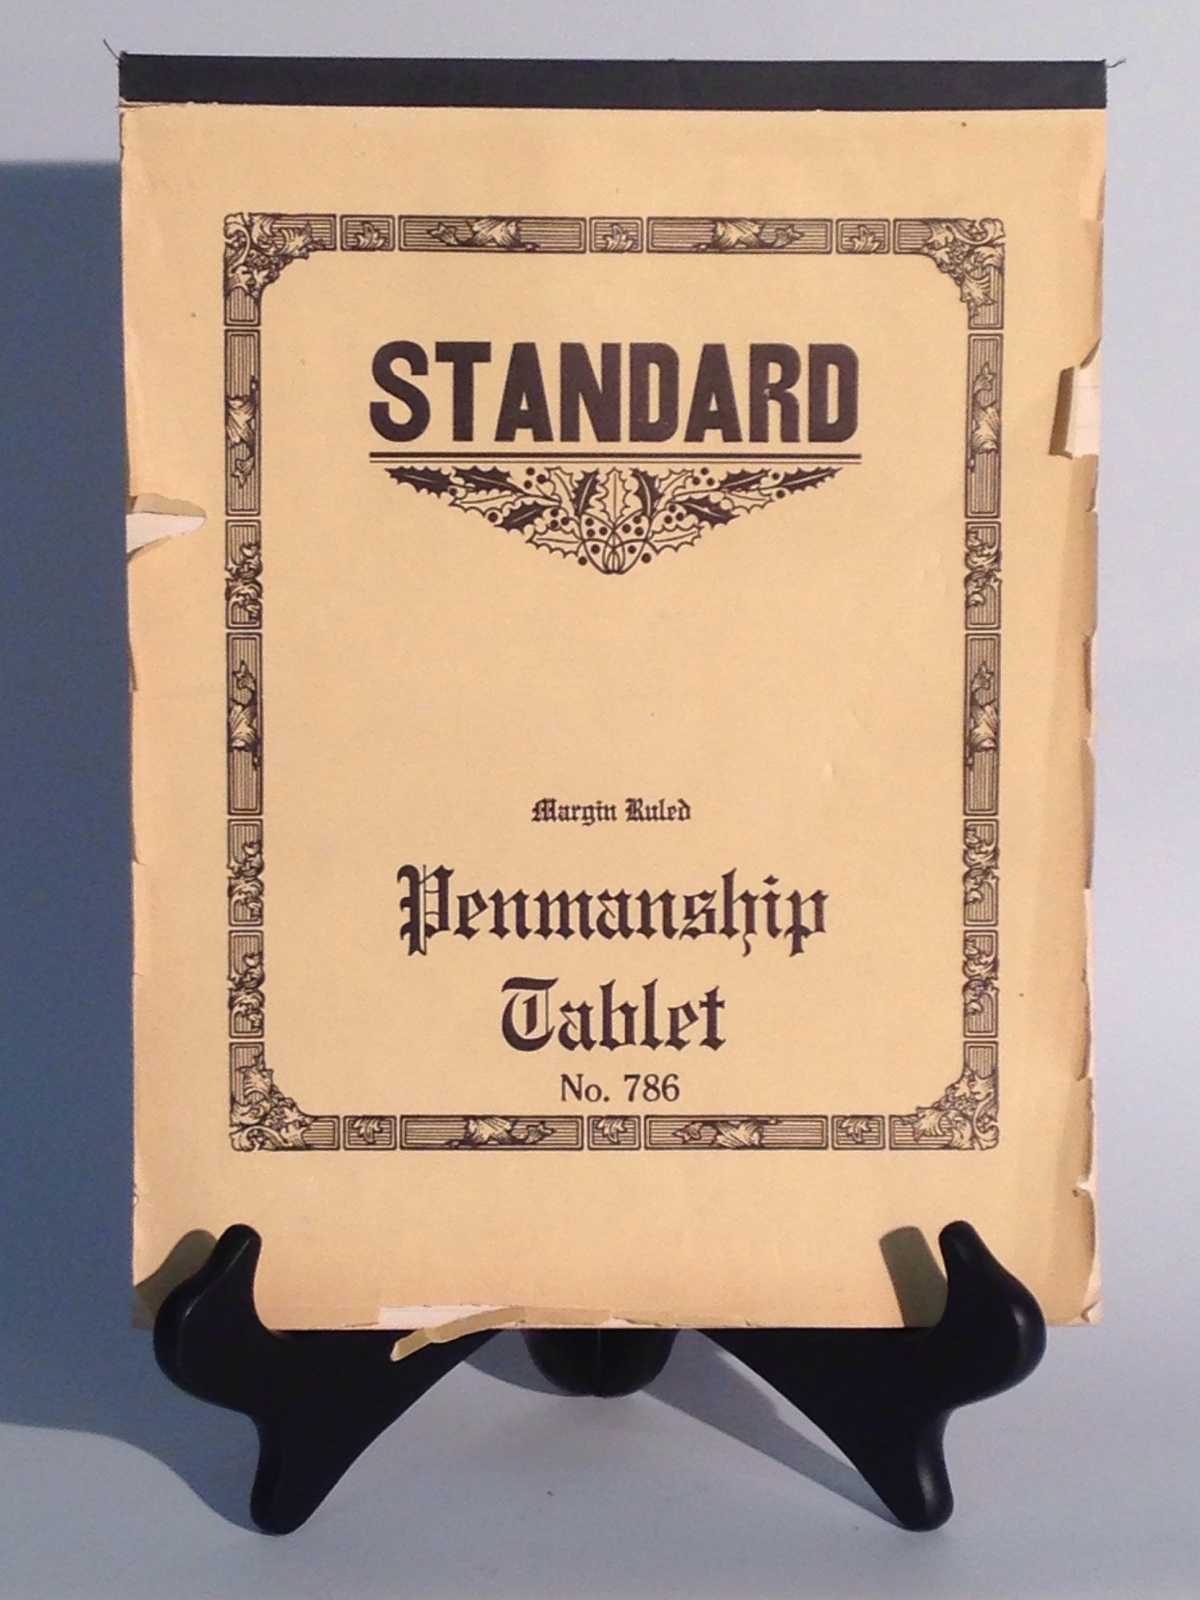 STANDARD
Margin Ruled
Penmanship
Tablet
No. 786